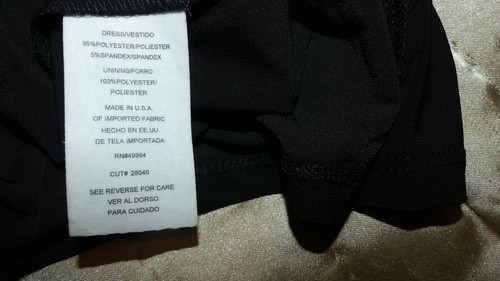 DRESS/VESTIDO
95%POLYESTER/POLIESTER
5%SPANDEX/SPANDEX
LINING/FORRO
100%POLYESTER/
POLIESTER
MADE IN U.S.A.
OF IMPORTED FABRIC
HECHO EN EE.UU
DE TELA IMPORTADA
RN#49994
CUT# 28040
SEE REVERSE FOR CARE
VER AL DORSO
PARA CUIDADO